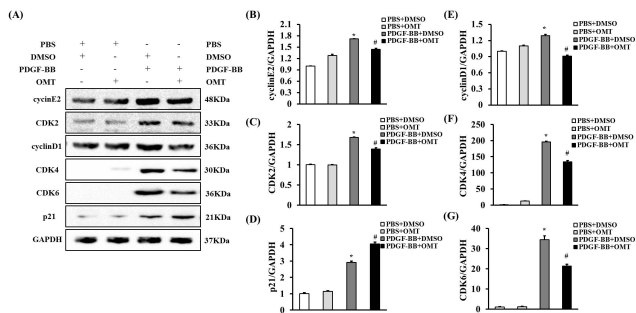 (A)
PBS + + - - PBS
DMSO + - + - DMSO
PDGF-BB - - + + PDGF-BB
OMT - + - + OMT
cycinE2 48KDa
CDK2 33KDa
cyclinD1 36KDa
CDK4 30KDa
CDK6 36KDa
p21 21KDa
GAPDH 37KDa
(B)
PBS+DMSO
PBS+OMT
PDGF-BB+DMSO
PDGF-BB+OMT
cyclinE2/GAPDH
2.1
1.8
1.5
1.2
0.9
0.6
0.3
0
*
#
(C)
PBS+DMSO
PBS+OMT
PDGF-BB+DMSO
PDGF-BB+OMT
CDK2/GAPDH
2
1.5
1
0.5
0
*
#
(D)
PBS+DMSO
PBS+OMT
PDGF-BB+DMSO
PDGF-BB+OMT
p21/GAPDH
5
4
3
2
1
0
*
#
(E)
PBS+DMSO
PBS+OMT
PDGF-BB+DMSO
PDGF-BB+OMT
cyclinD1/GAPDH
1.5
1.2
0.9
0.6
0.3
0
*
#
(F)
PBS+DMSO
PBS+OMT
PDGF-BB+DMSO
PDGF-BB+OMT
CDK4/GAPDH
250
200
150
100
50
0
*
#
(G)
PBS+DMSO
PBS+OMT
PDGF-BB+DMSO
PDGF-BB+OMT
CDK6/GAPDH
40
30
20
10
0
*
#